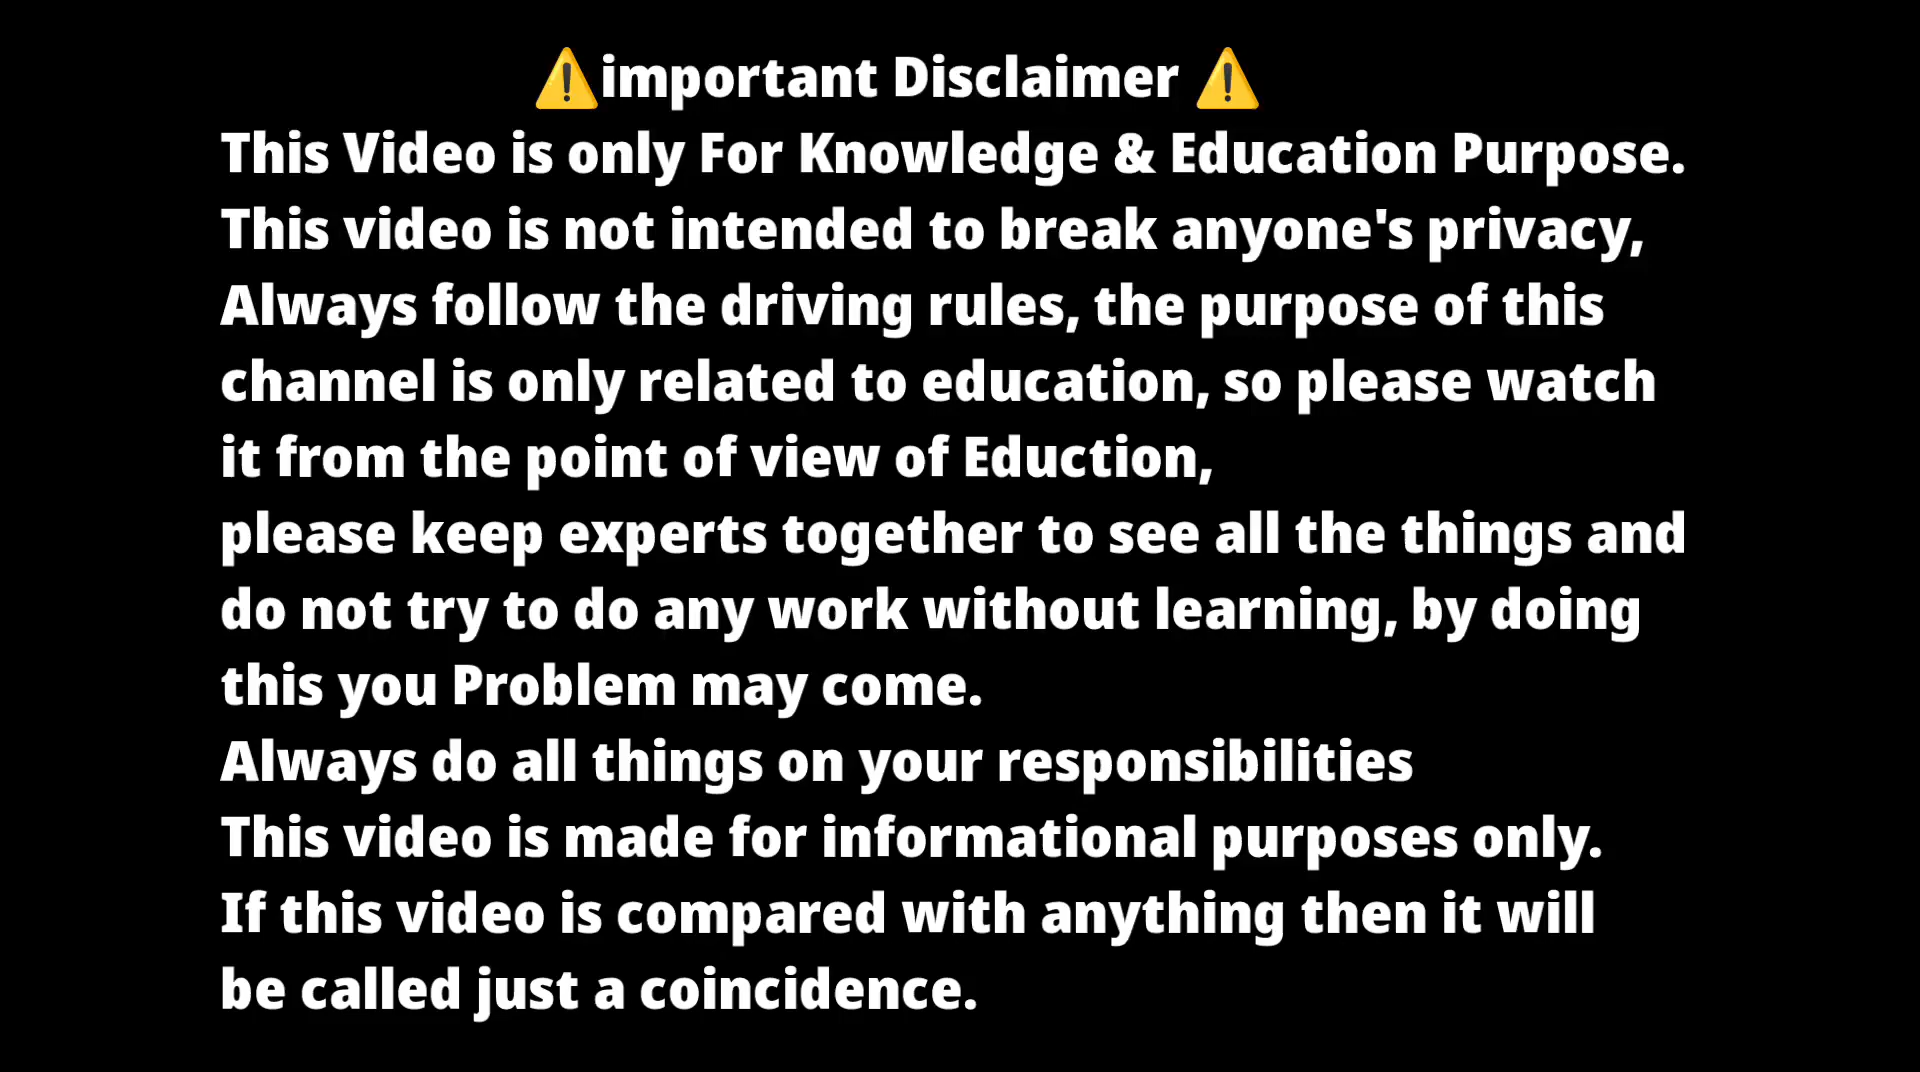 ⚠️important Disclaimer ⚠️
This Video is only For Knowledge & Education Purpose.
This video is not intended to break anyone's privacy,
Always follow the driving rules, the purpose of this
channel is only related to education, so please watch
it from the point of view of Eduction,
please keep experts together to see all the things and
do not try to do any work without learning, by doing
this you Problem may come.
Always do all things on your responsibilities
This video is made for informational purposes only.
If this video is compared with anything then it will
be called just a coincidence.